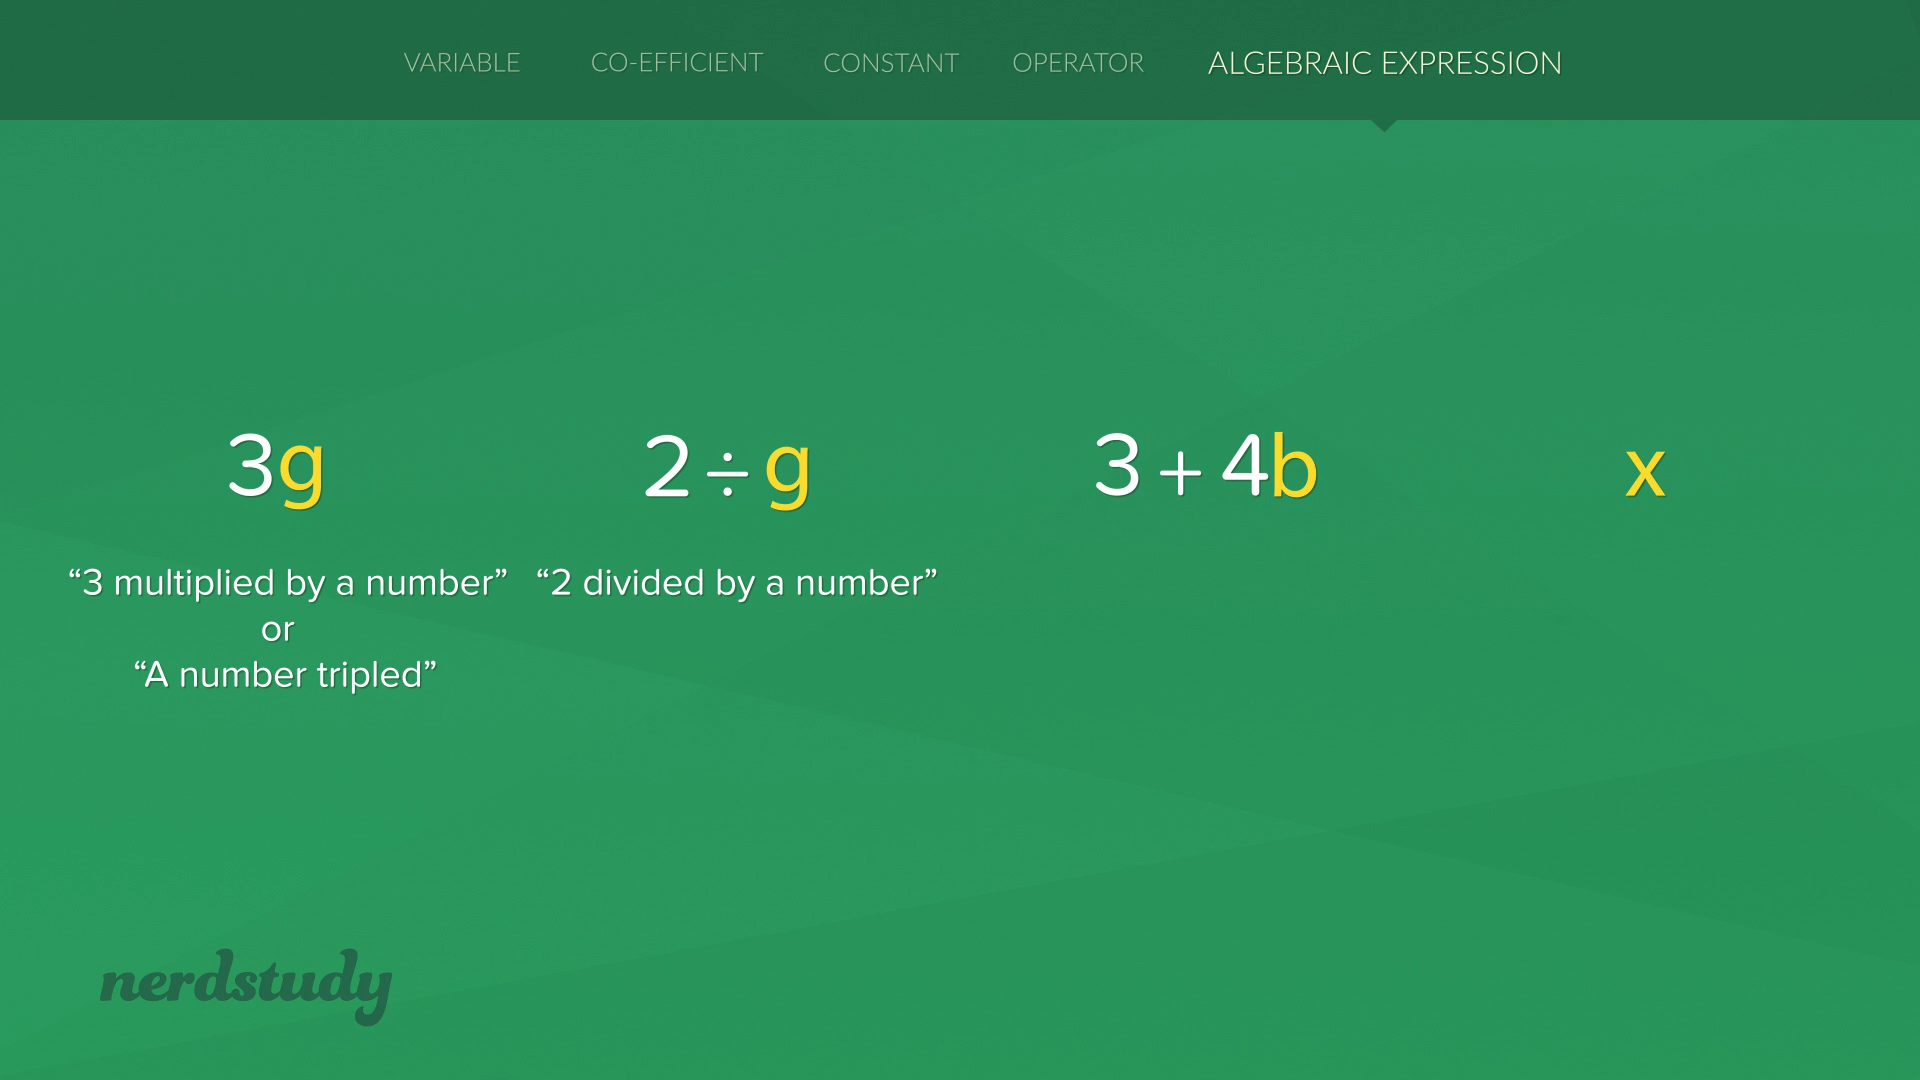 VARIABLE CO-EFFICIENT CONSTANT OPERATOR ALGEBRAIC EXPRESSION
3g 2 ÷ g 3 + 4b x
“3 multiplied by a number” “2 divided by a number”
or
“A number tripled”
nerdstudy